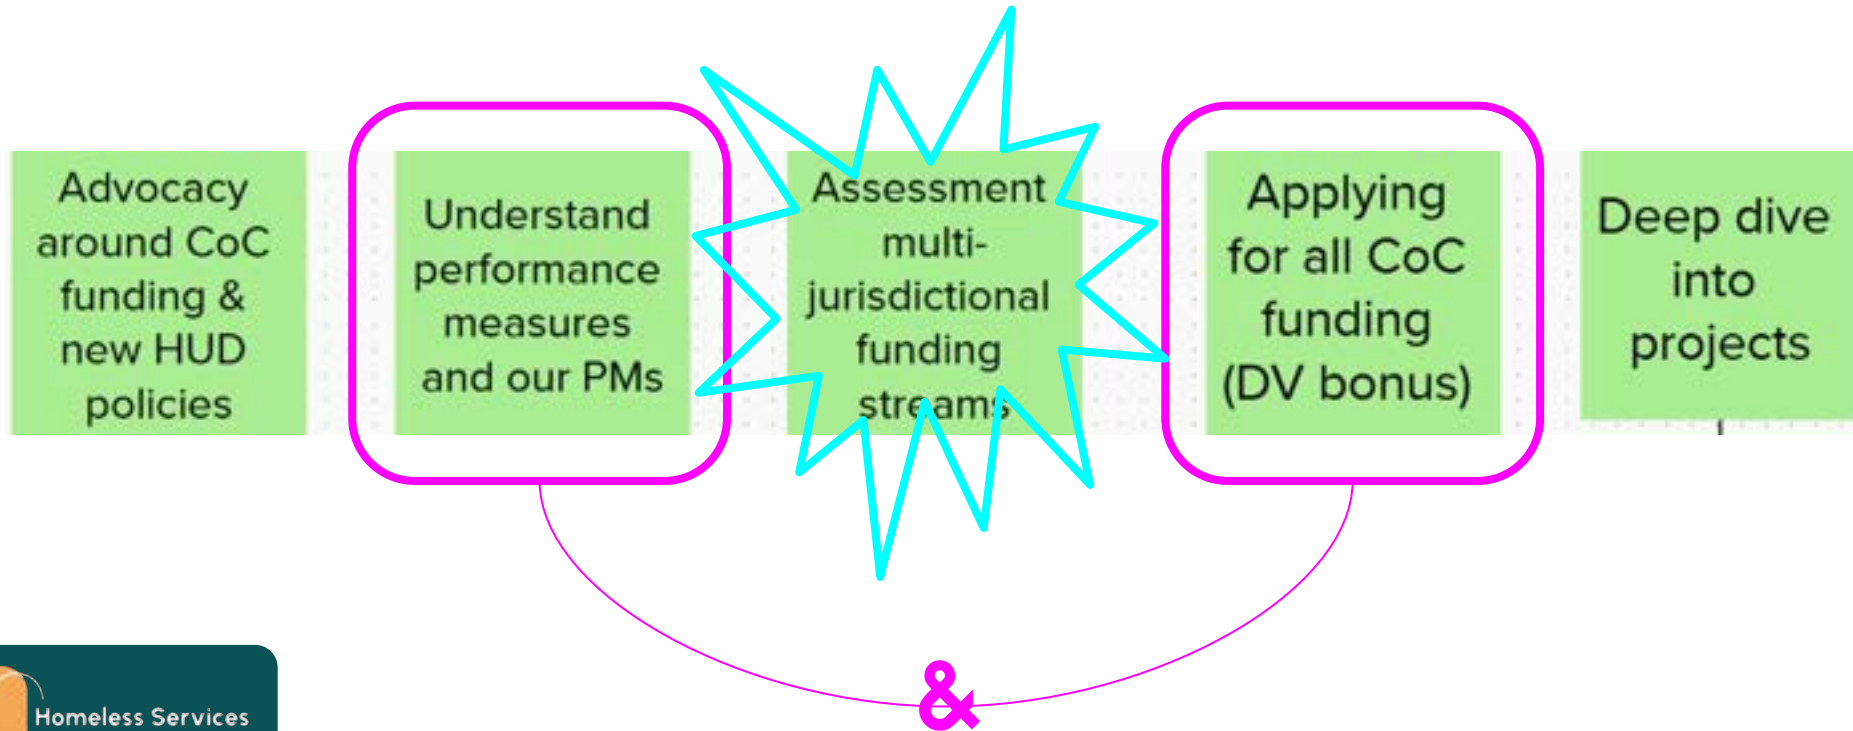 Advocacy
around CoC
funding &
new HUD
policies
Understand
performance
measures
and our PMs
Assessment
multi-
jurisdictional
funding
streams
Applying
for all CoC
funding
(DV bonus)
Deep dive
into
projects
&
Homeless Services